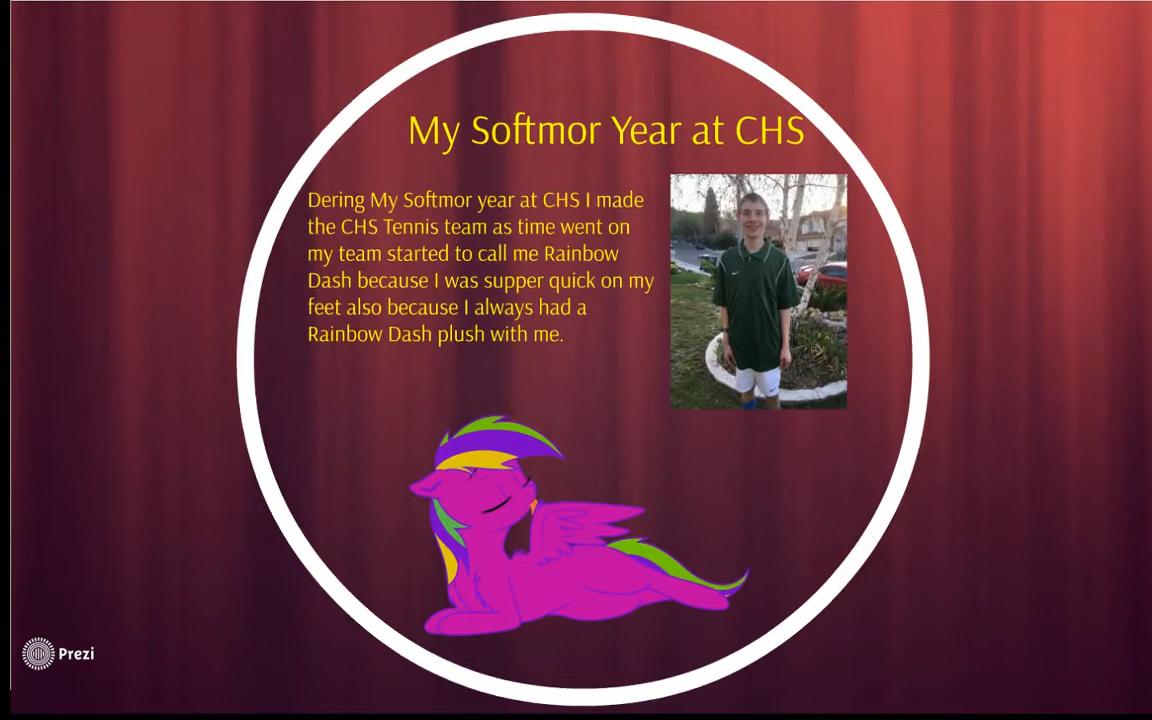 My Softmor Year at CHS
Dering My Softmor year at CHS I made
the CHS Tennis team as time went on
my team started to call me Rainbow
Dash because I was supper quick on my
feet also because I always had a
Rainbow Dash plush with me.
Prezi